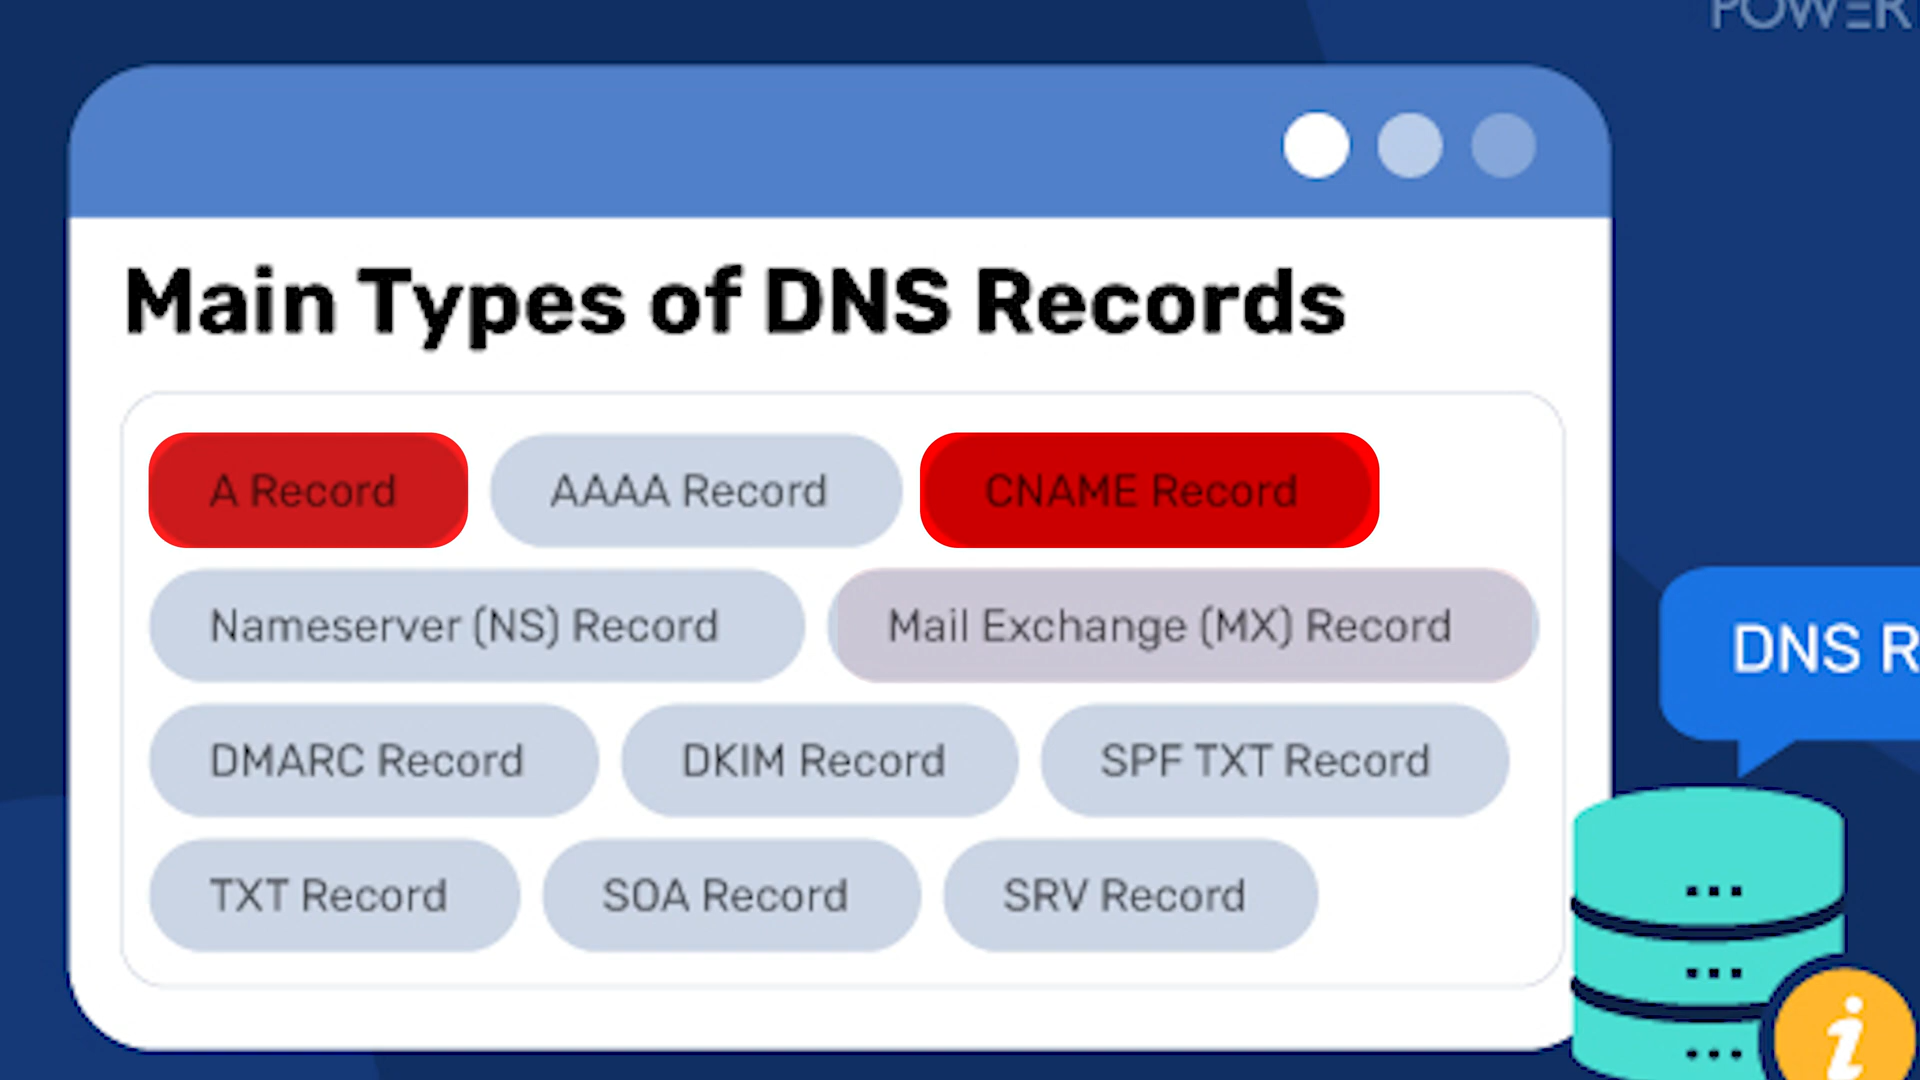 POWER
Main Types of DNS Records
A Record
AAAA Record
CNAME Record
Nameserver (NS) Record
Mail Exchange (MX) Record
DNS R
DMARC Record
DKIM Record
SPF TXT Record
TXT Record
SOA Record
SRV Record
i